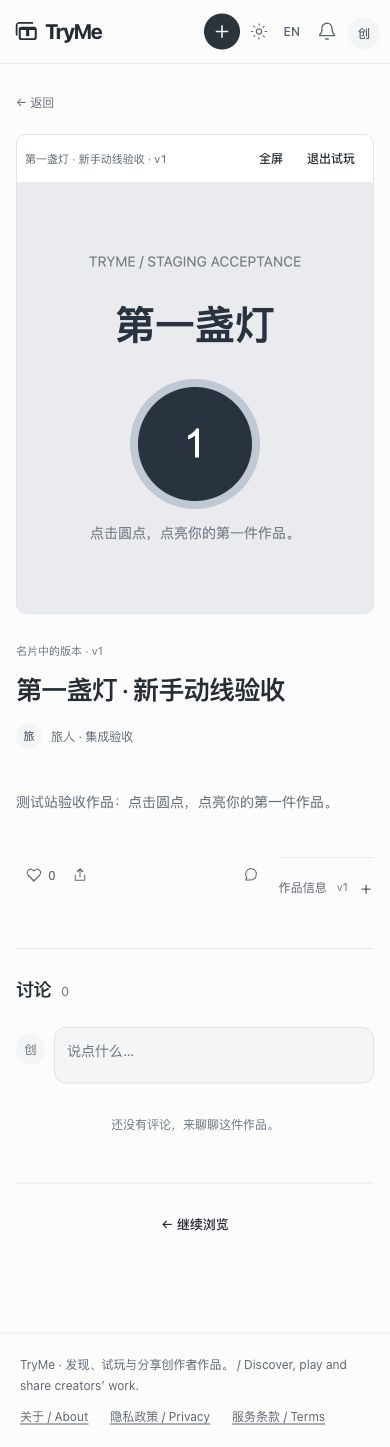 TryMe
EN
创
← 返回
第一盏灯 · 新手动线验收 · v1
全屏
退出试玩
TRYME / STAGING ACCEPTANCE
第一盏灯
1
点击圆点，点亮你的第一件作品。
名片中的版本 · v1
第一盏灯 · 新手动线验收
旅
旅人 · 集成验收
测试站验收作品：点击圆点，点亮你的第一件作品。
0
作品信息 v1 +
讨论 0
创
说点什么…
还没有评论，来聊聊这件作品。
← 继续浏览
TryMe · 发现、试玩与分享创作者作品。 / Discover, play and
share creators’ work.
关于 / About
隐私政策 / Privacy
服务条款 / Terms